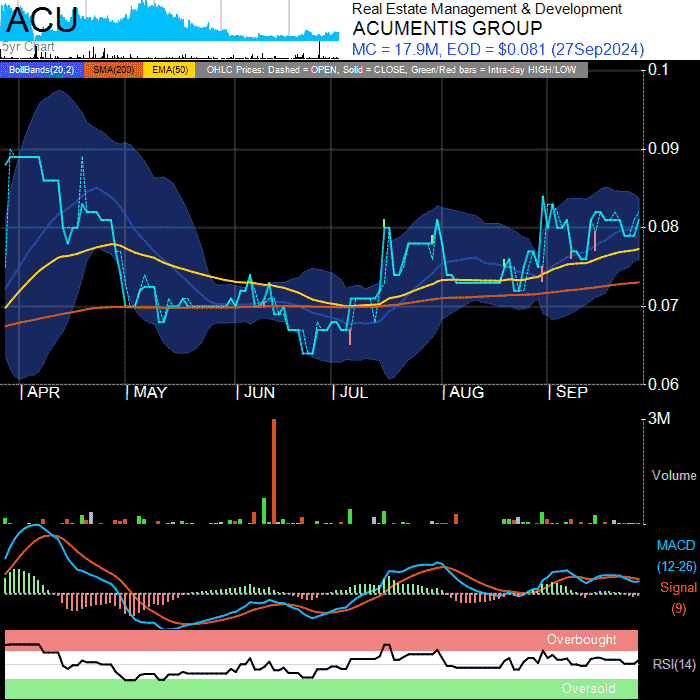 ACU
5yr Chart
Real Estate Management & Development
ACUMENTIS GROUP
MC = 17.9M, EOD = $0.081 (27Sep2024)
BollBands(20,2) SMA(200) EMA(50) OHLC Prices: Dashed = OPEN, Solid = CLOSE, Green/Red bars = Intra-day HIGH/LOW
0.1
0.09
0.08
0.07
0.06
| APR | MAY | JUN | JUL | AUG | SEP
3M
Volume
MACD
(12-26)
Signal
(9)
Overbought
RSI(14)
Oversold